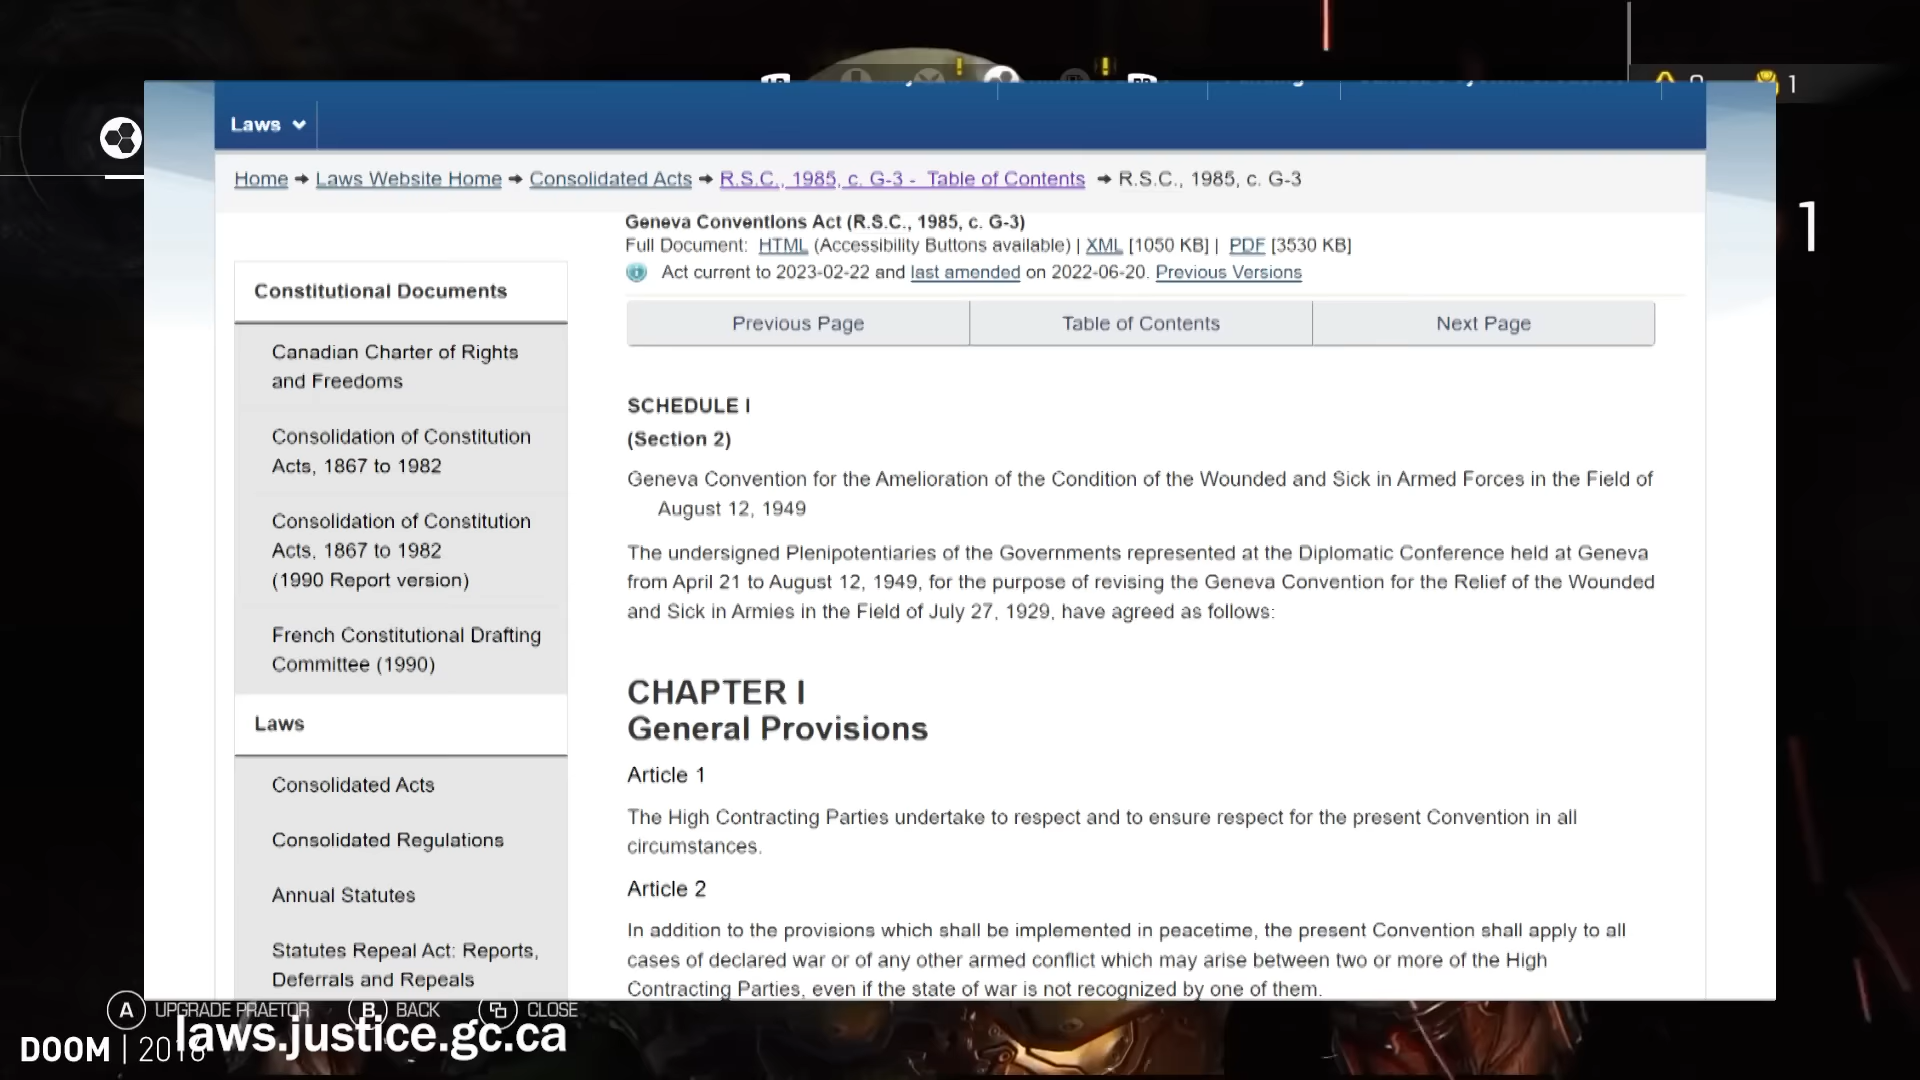 1
Laws
Home → Laws Website Home → Consolidated Acts → R.S.C., 1985, c. G-3 - Table of Contents → R.S.C., 1985, c. G-3
1
Geneva Conventions Act (R.S.C., 1985, c. G-3)
Full Document: HTML (Accessibility Buttons available) | XML [1050 KB] | PDF [3530 KB]
Act current to 2023-02-22 and last amended on 2022-06-20. Previous Versions
Previous Page
Table of Contents
Next Page
Constitutional Documents
Canadian Charter of Rights
and Freedoms
Consolidation of Constitution
Acts, 1867 to 1982
Consolidation of Constitution
Acts, 1867 to 1982
(1990 Report version)
French Constitutional Drafting
Committee (1990)
Laws
Consolidated Acts
Consolidated Regulations
Annual Statutes
Statutes Repeal Act: Reports,
Deferrals and Repeals
SCHEDULE I
(Section 2)
Geneva Convention for the Amelioration of the Condition of the Wounded and Sick in Armed Forces in the Field of
August 12, 1949
The undersigned Plenipotentiaries of the Governments represented at the Diplomatic Conference held at Geneva
from April 21 to August 12, 1949, for the purpose of revising the Geneva Convention for the Relief of the Wounded
and Sick in Armies in the Field of July 27, 1929, have agreed as follows:
CHAPTER I
General Provisions
Article 1
The High Contracting Parties undertake to respect and to ensure respect for the present Convention in all
circumstances.
Article 2
In addition to the provisions which shall be implemented in peacetime, the present Convention shall apply to all
cases of declared war or of any other armed conflict which may arise between two or more of the High
Contracting Parties, even if the state of war is not recognized by one of them.
A UPGRADE PRAETOR B BACK CLOSE
laws.justice.gc.ca
DOOM | 2016